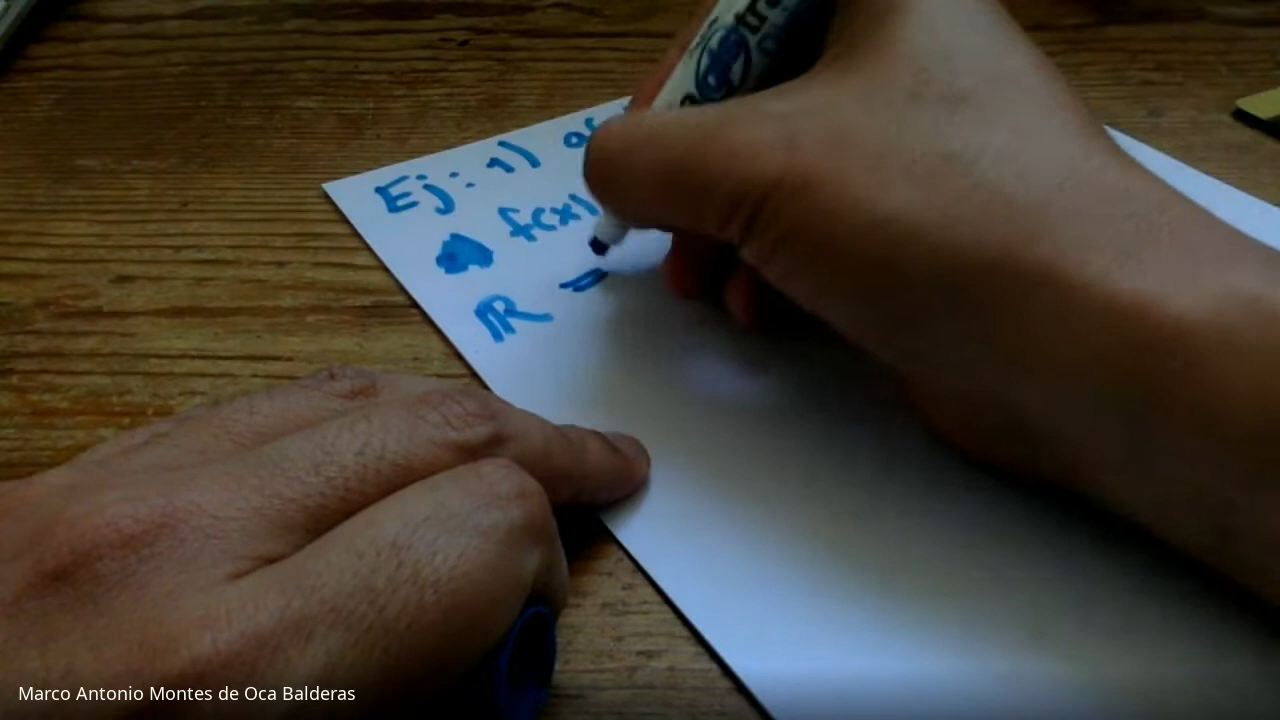 Ej: 1)
f(x)
ℝ =
Marco Antonio Montes de Oca Balderas